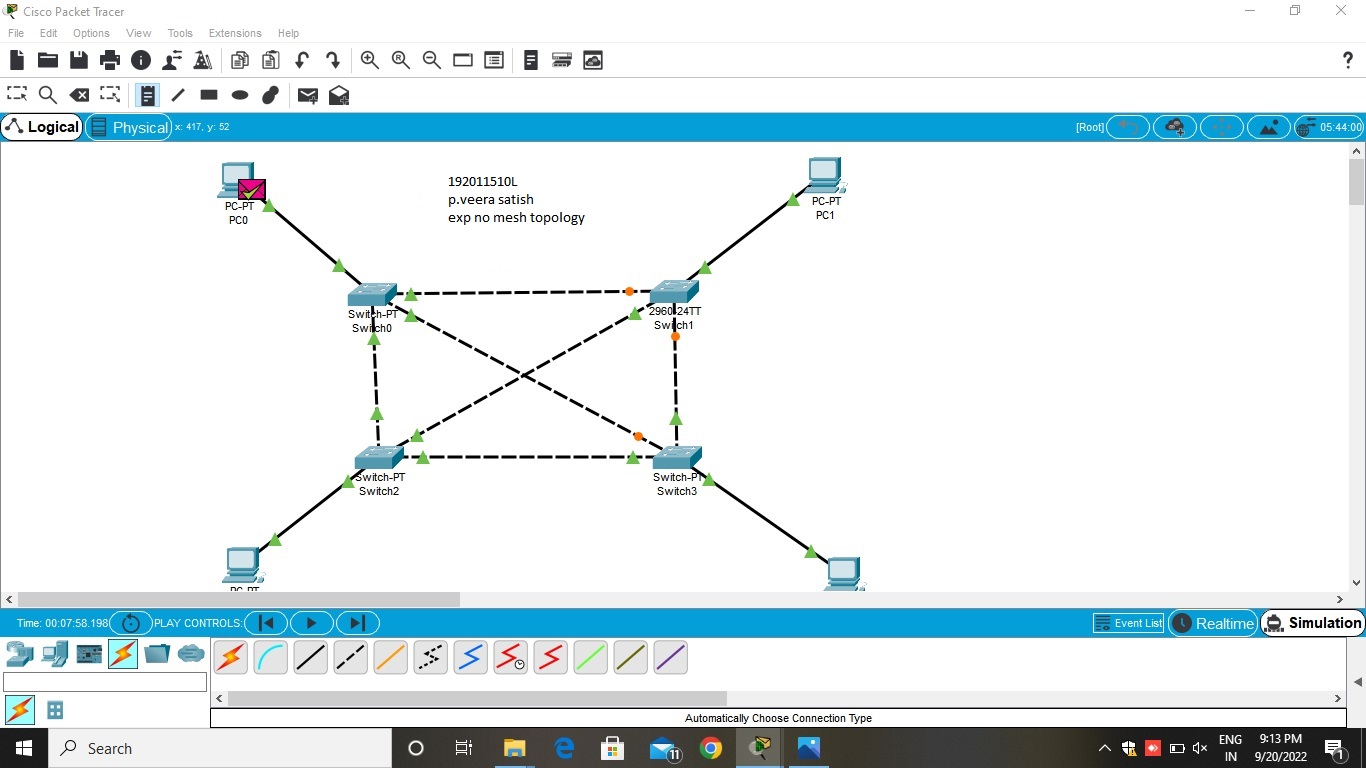 Cisco Packet Tracer
File Edit Options View Tools Extensions Help
Logical Physical x: 417, y: 52 [Root] 05:44:00
192011510L
p.veera satish
exp no mesh topology
PC-PT
PC0
PC-PT
PC1
Switch-PT
Switch0
2960-24TT
Switch1
Switch-PT
Switch2
Switch-PT
Switch3
PC-PT
Time: 00:07:58.198 PLAY CONTROLS: Event List Realtime Simulation
Automatically Choose Connection Type
Search
11
ENG
IN
9:13 PM
9/20/2022
1